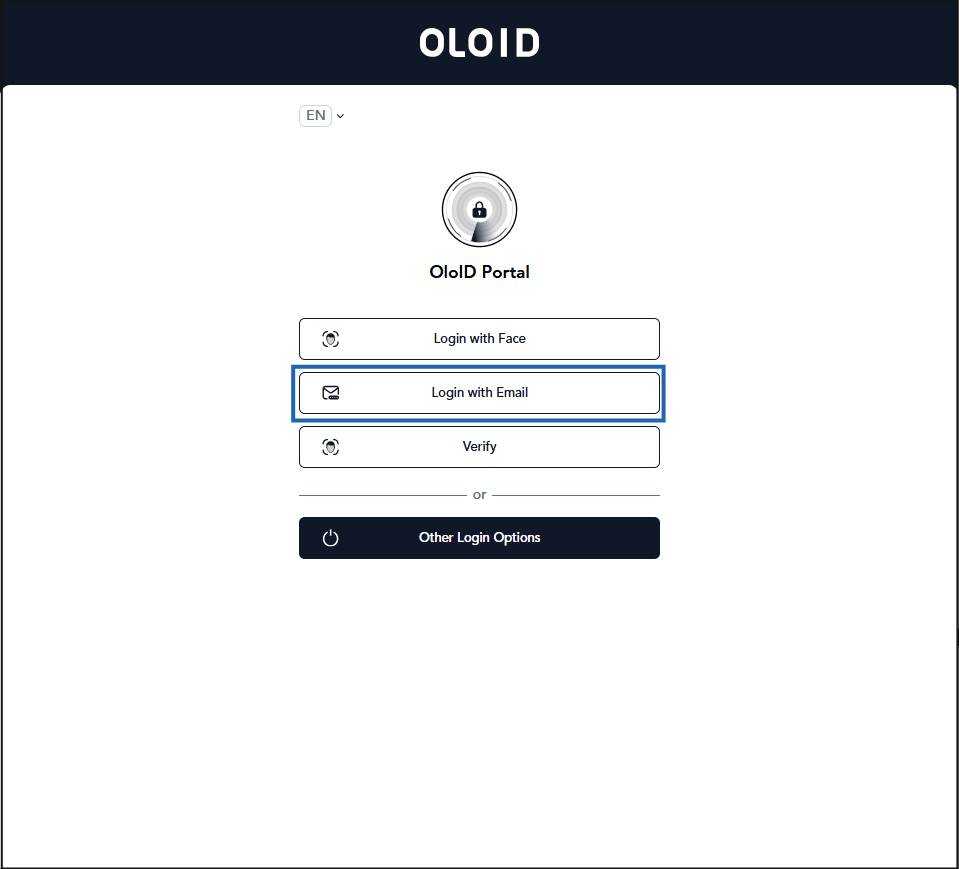 OLOID
EN
OloID Portal
Login with Face
Login with Email
Verify
or
Other Login Options